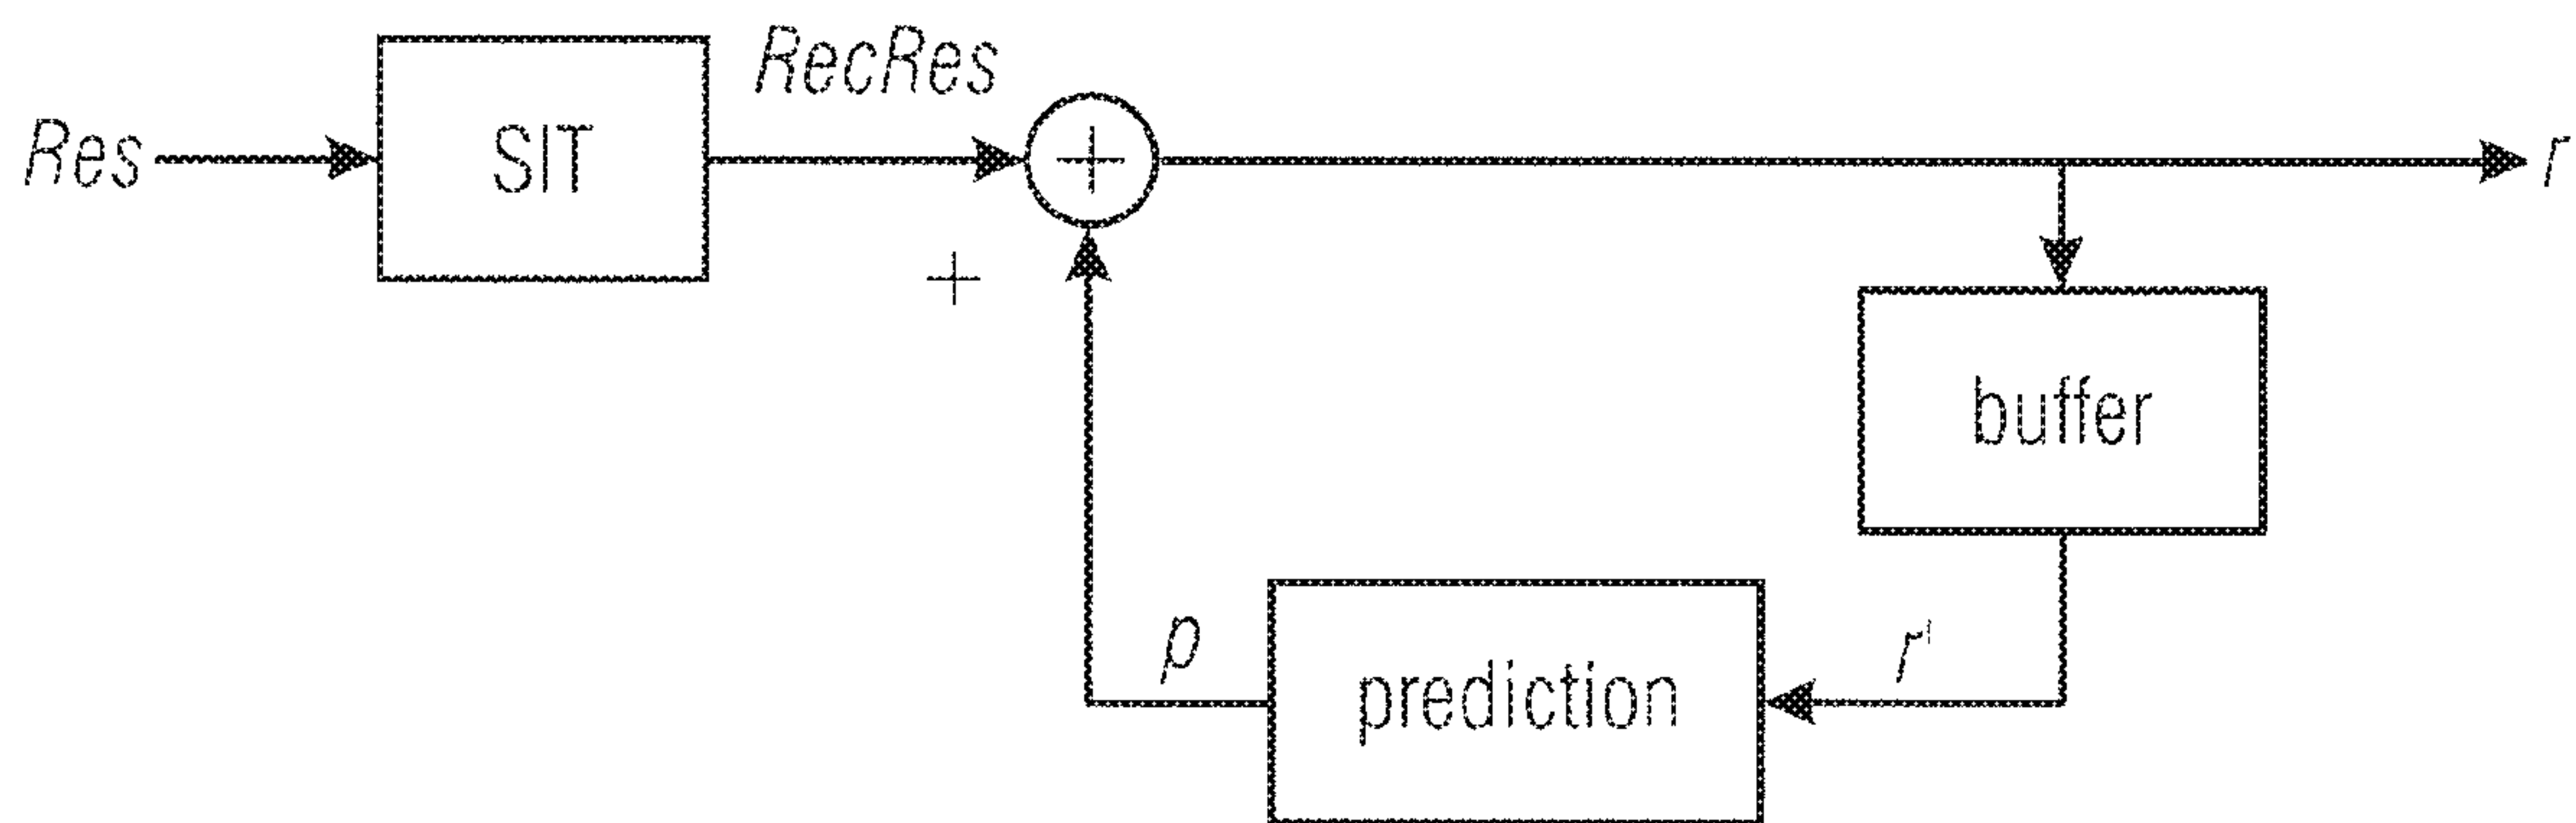 RecRes
Res
SIT
+
r
+
buffer
p
r'
prediction